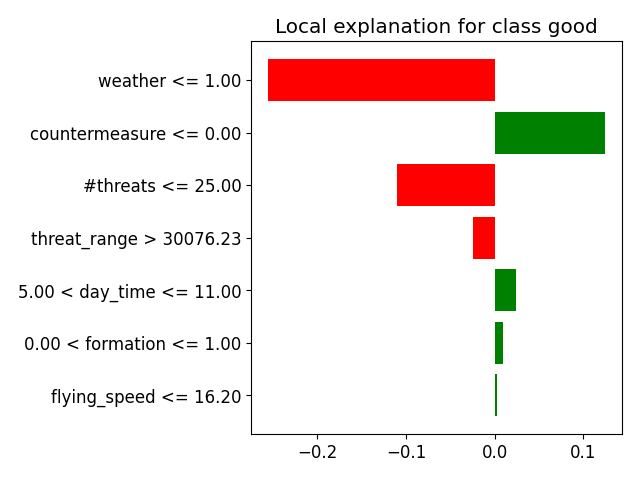 Local explanation for class good
weather <= 1.00
countermeasure <= 0.00
#threats <= 25.00
threat_range > 30076.23
5.00 < day_time <= 11.00
0.00 < formation <= 1.00
flying_speed <= 16.20
−0.2 −0.1 0.0 0.1